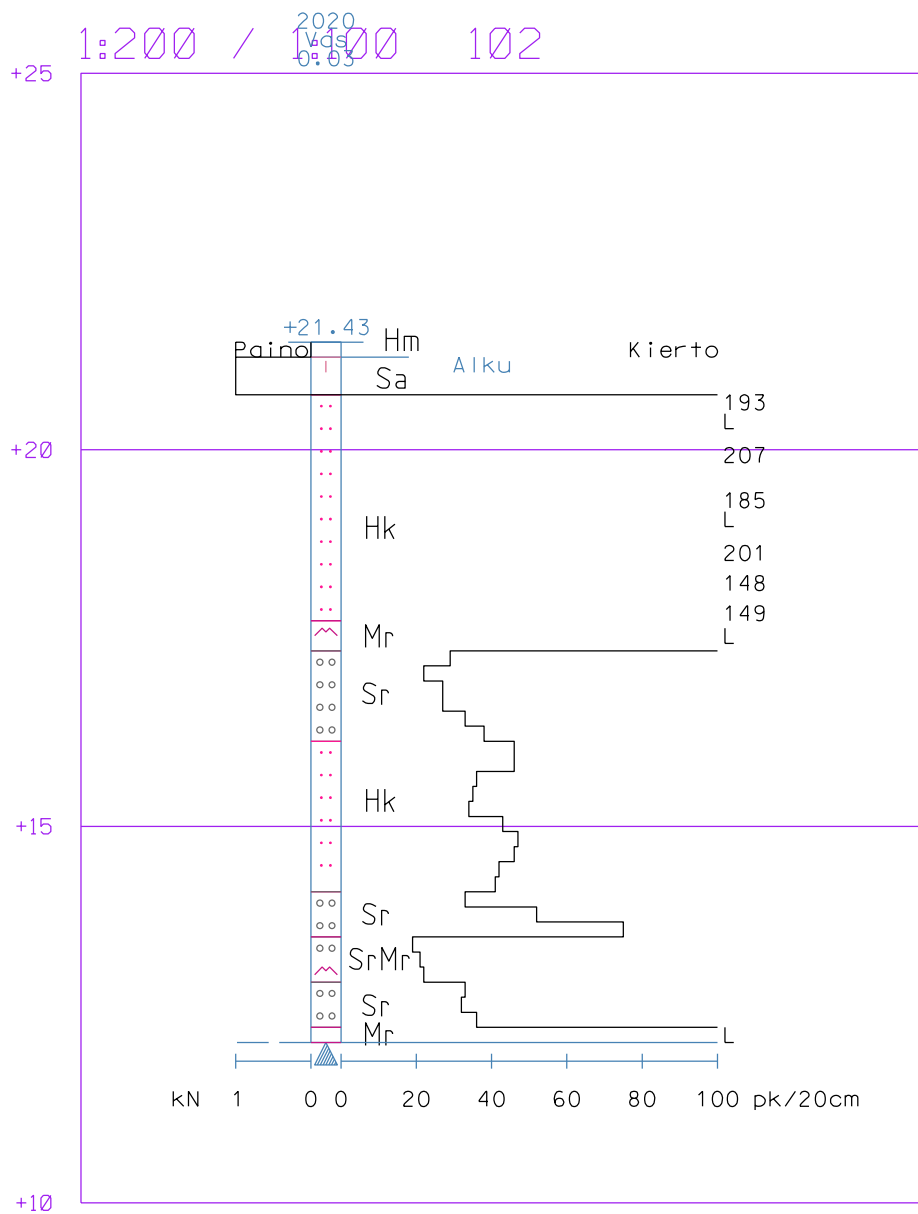 2020
1:200 / 1:100 102
Vas
0.03
+25
+21.43
Hm
Paino
Kierto
Alku
Sa
193
L
+20
207
185
L
Hk
201
148
149
Mr
L
Sr
Hk
+15
Sr
SrMr
Sr
Mr
L
kN 1 0 0 20 40 60 80 100 pk/20cm
+10